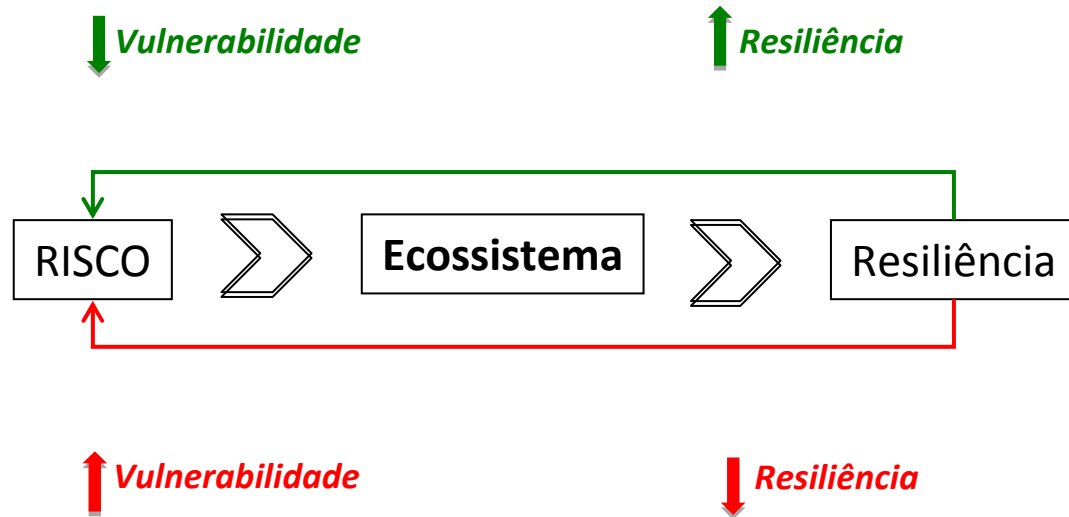 Vulnerabilidade
Resiliência
RISCO
Ecossistema
Resiliência
Vulnerabilidade
Resiliência